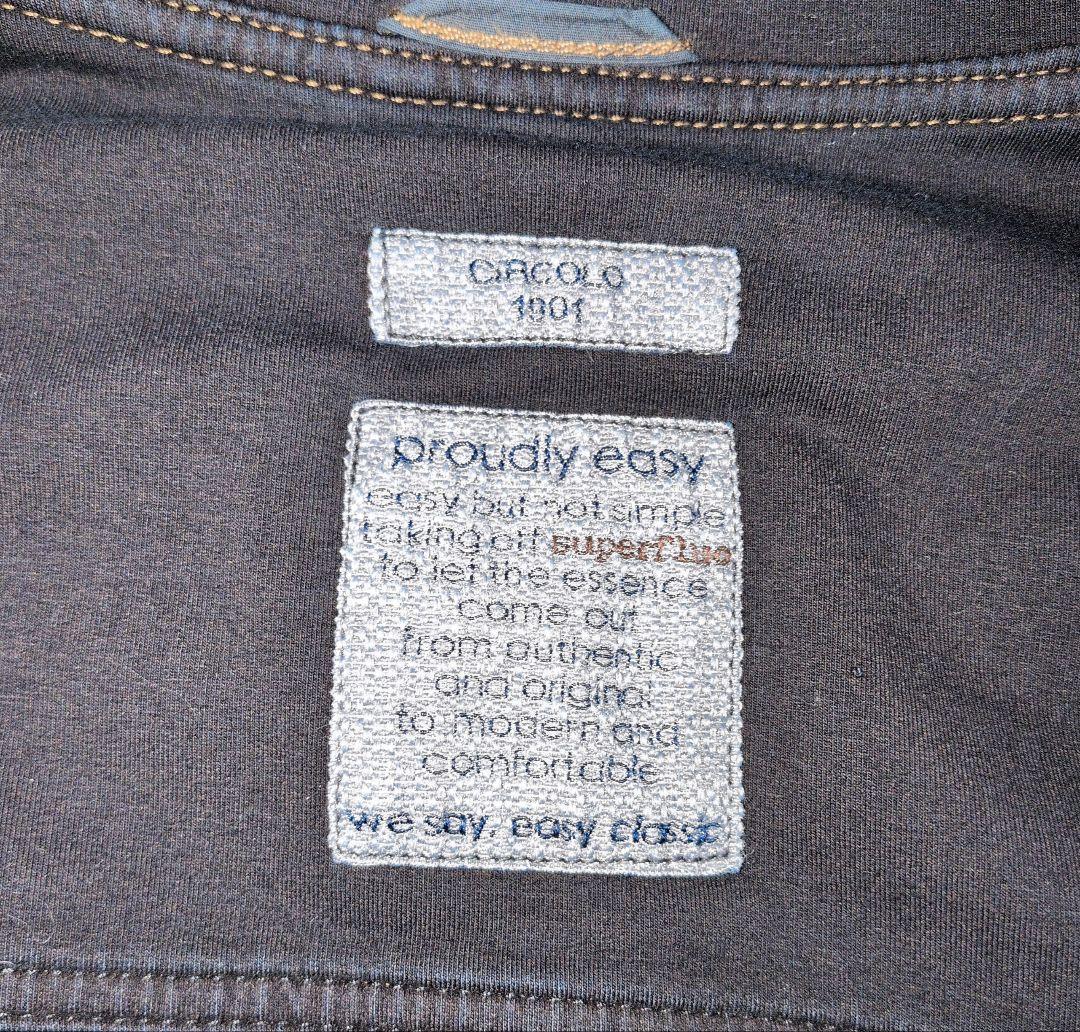 CiRCOLO
1901
proudly easy
easy but not simple
taking off superfluo
to let the essence
come out
from authentic
and original
to modern and
comfortable
we say, easy classic